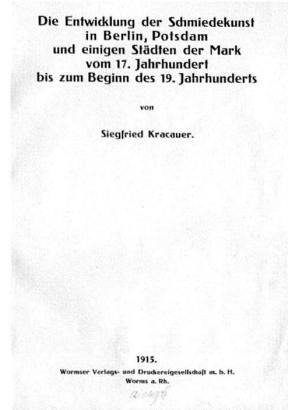 Die Entwicklung der Schmiedekunst
in Berlin, Potsdam
und einigen Städten der Mark
vom 17. Jahrhundert
bis zum Beginn des 19. Jahrhunderts
von
Siegfried Kracauer.
1915.
Wormser Verlags- und Druckereigesellschaft m. b. H.
Worms a. Rh.